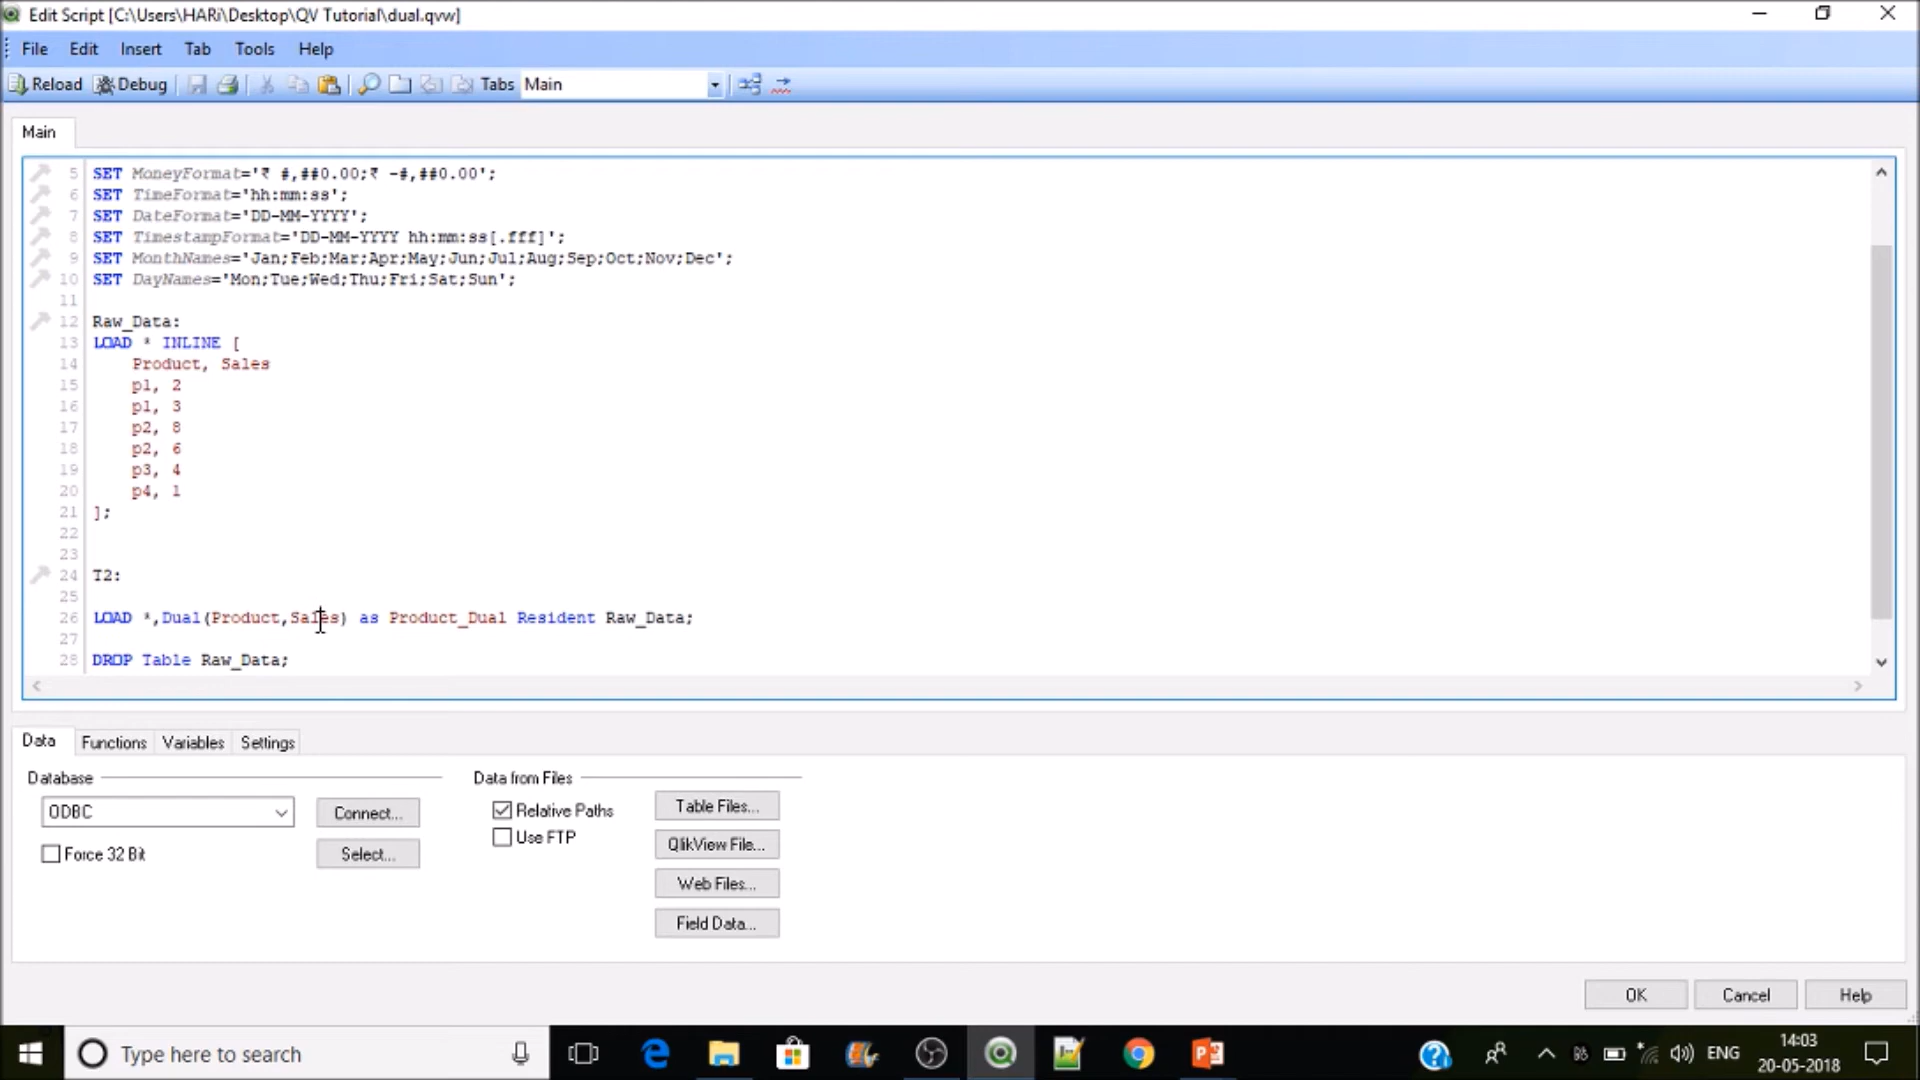 Edit Script [C:\Users\HARi\Desktop\QV Tutorial\dual.qvw]
File Edit Insert Tab Tools Help
Reload Debug Tabs Main
Main
5 SET MoneyFormat='₹ #,##0.00;₹ -#,##0.00';
6 SET TimeFormat='hh:mm:ss';
7 SET DateFormat='DD-MM-YYYY';
8 SET TimestampFormat='DD-MM-YYYY hh:mm:ss[.fff]';
9 SET MonthNames='Jan;Feb;Mar;Apr;May;Jun;Jul;Aug;Sep;Oct;Nov;Dec';
10 SET DayNames='Mon;Tue;Wed;Thu;Fri;Sat;Sun';
11
12 Raw_Data:
13 LOAD * INLINE [
14 Product, Sales
15 p1, 2
16 p1, 3
17 p2, 8
18 p2, 6
19 p3, 4
20 p4, 1
21 ];
22
23
24 T2:
25
26 LOAD *,Dual(Product,Sales) as Product_Dual Resident Raw_Data;
27
28 DROP Table Raw_Data;
Data Functions Variables Settings
Database Data from Files
ODBC Connect... Relative Paths Table Files...
Use FTP QlikView File...
Force 32 Bit Select...
Web Files...
Field Data...
OK Cancel Help
Type here to search ENG 14:03
20-05-2018